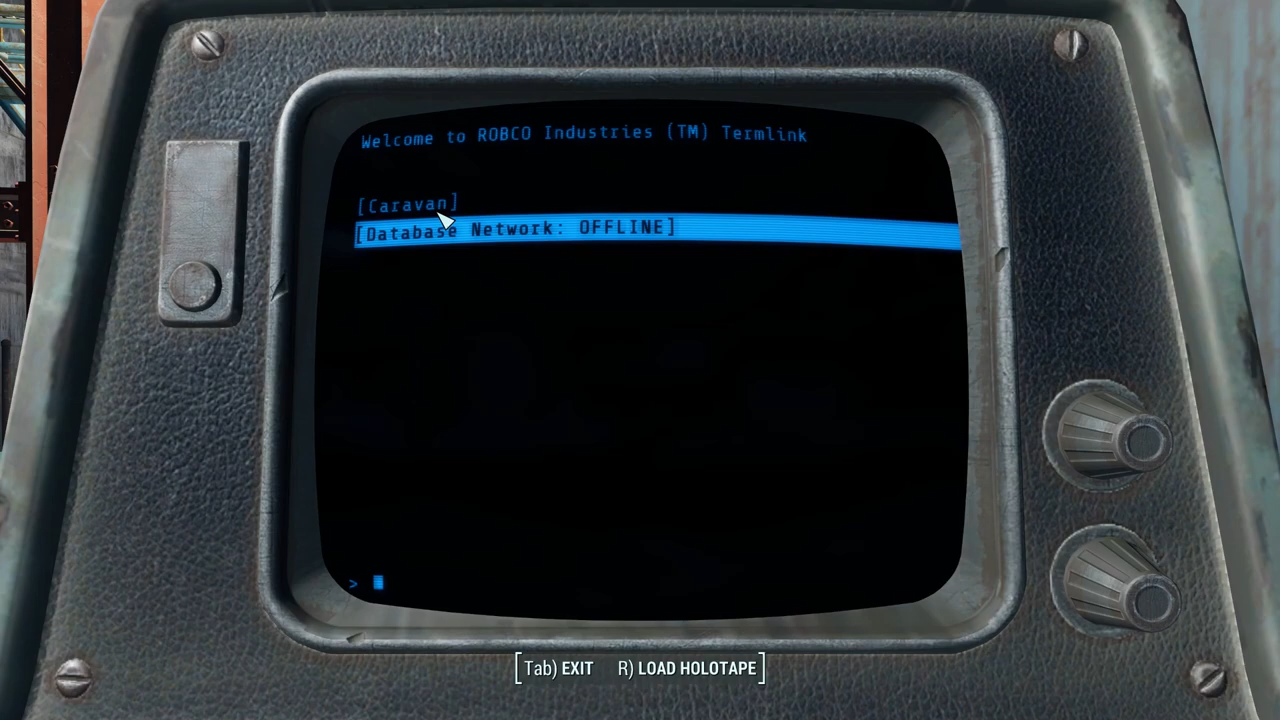 Welcome to ROBCO Industries (TM) Termlink
[Caravan]
[Database Network: OFFLINE]
>
[Tab) EXIT R) LOAD HOLOTAPE]